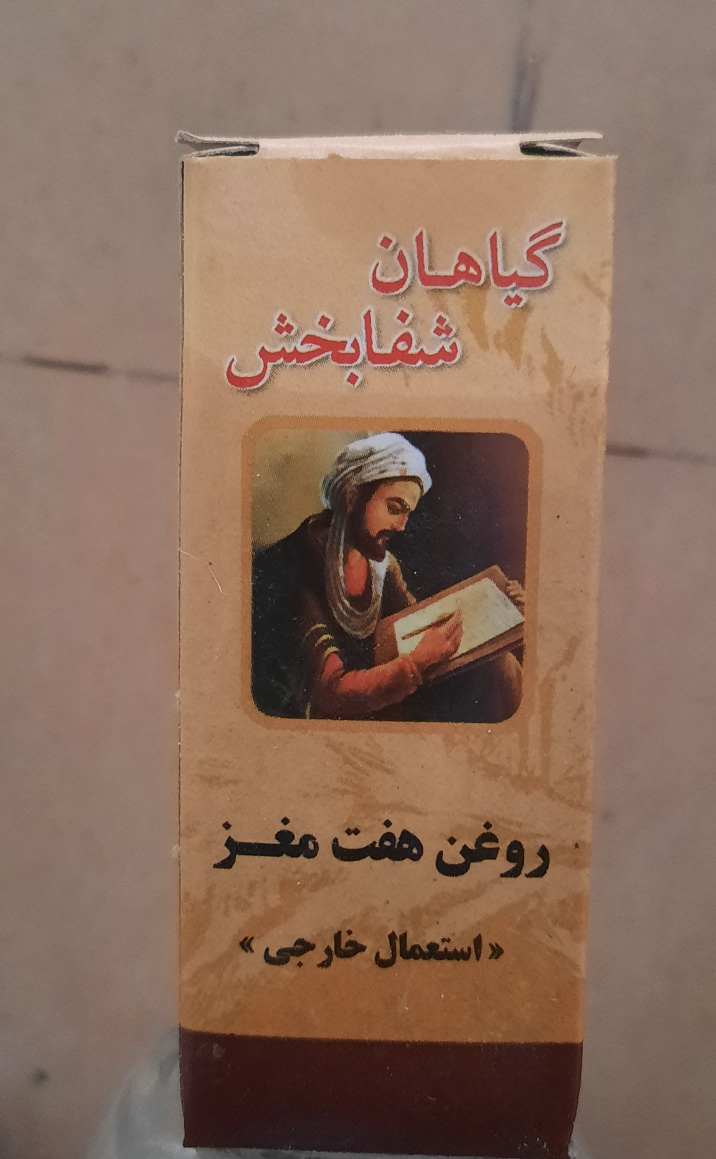 گیاهان
شفابخش
روغن هفت مغز
«استعمال خارجی»